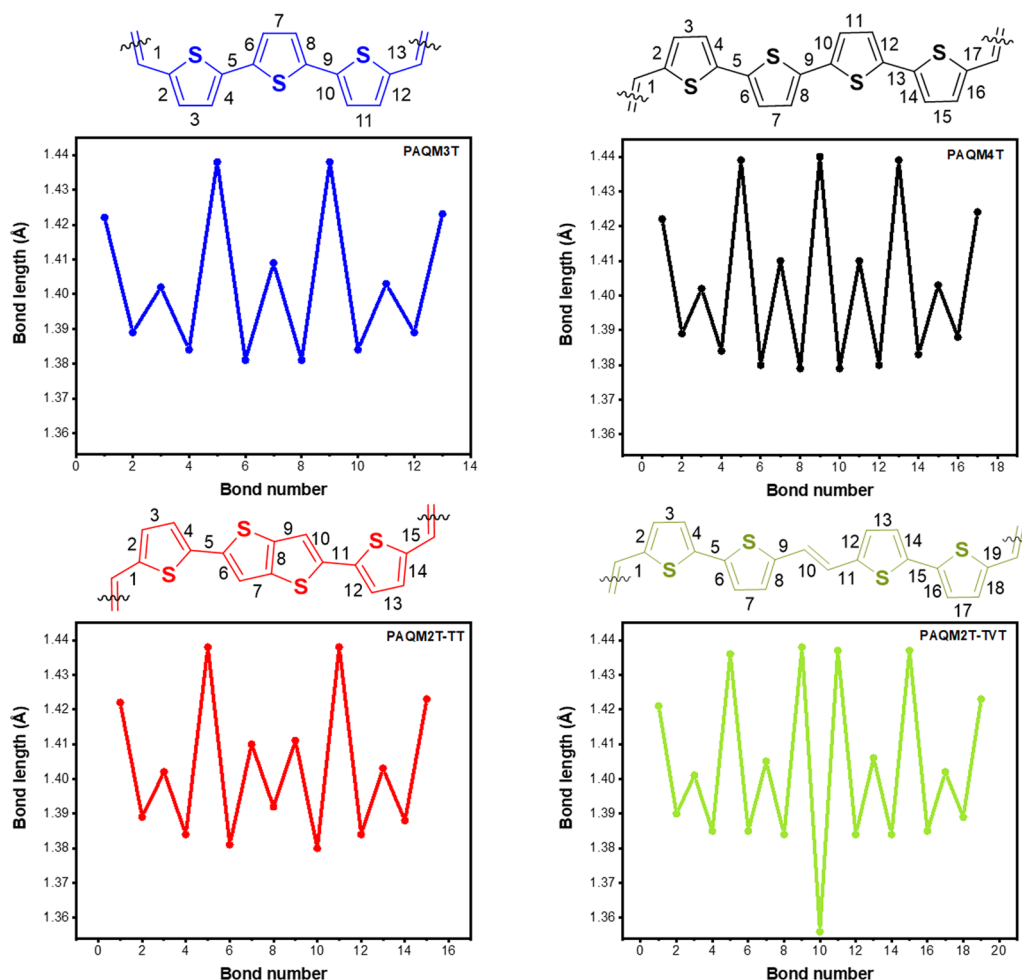 7 11
6 8 13 3 10 12
1 5 9 2 4 5 9 17
S S S S S S S
2 4 10 12 1 6 8 13 14 16
3 11 7 15
PAQM3T
1.44
1.43
1.42
1.41
1.40
1.39
1.38
1.37
1.36
Bond length (Å)
0 2 4 6 8 10 12 14
Bond number
PAQM4T
1.44
1.43
1.42
1.41
1.40
1.39
1.38
1.37
1.36
Bond length (Å)
0 2 4 6 8 10 12 14 16 18
Bond number
3 9 15
2 4 5 8 10 11 14
S S S S
1 6 7 12 13
PAQM2T-TT
1.44
1.43
1.42
1.41
1.40
1.39
1.38
1.37
1.36
Bond length (Å)
0 2 4 6 8 10 12 14 16
Bond number
3 13
2 4 5 9 12 14 19
S S S S
1 6 8 10 11 15 16 18
7 17
PAQM2T-TVT
1.44
1.43
1.42
1.41
1.40
1.39
1.38
1.37
1.36
Bond length (Å)
0 2 4 6 8 10 12 14 16 18 20
Bond number